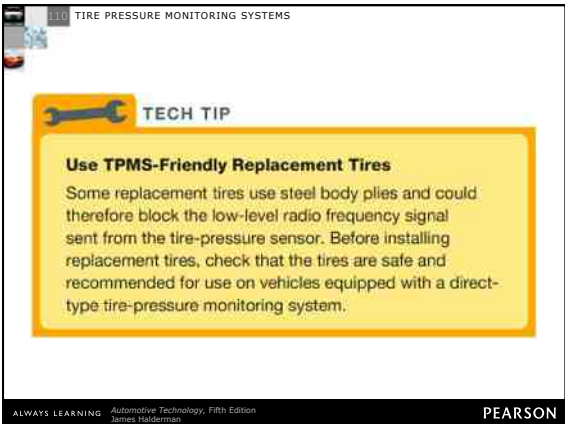 110 TIRE PRESSURE MONITORING SYSTEMS
TECH TIP
Use TPMS-Friendly Replacement Tires
Some replacement tires use steel body plies and could
therefore block the low-level radio frequency signal
sent from the tire-pressure sensor. Before installing
replacement tires, check that the tires are safe and
recommended for use on vehicles equipped with a direct-
type tire-pressure monitoring system.
ALWAYS LEARNING Automotive Technology, Fifth Edition
James Halderman
PEARSON